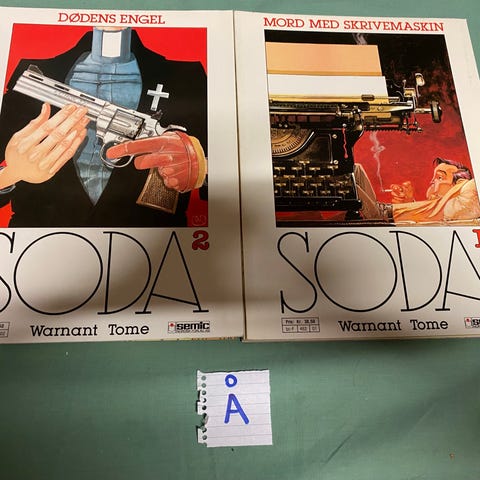 DØDENS ENGEL
SODA 2
Warnant Tome
semic
MORD MED SKRIVEMASKIN
SODA
Warnant Tome
Å